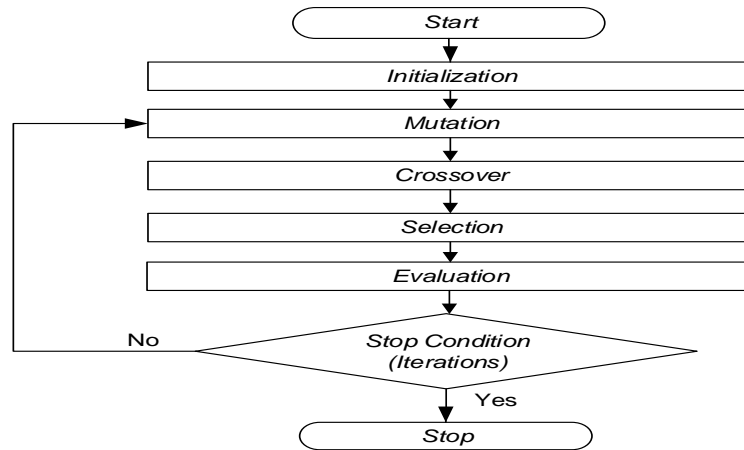 Start
Initialization
Mutation
Crossover
Selection
Evaluation
Stop Condition
(Iterations)
No
Yes
Stop